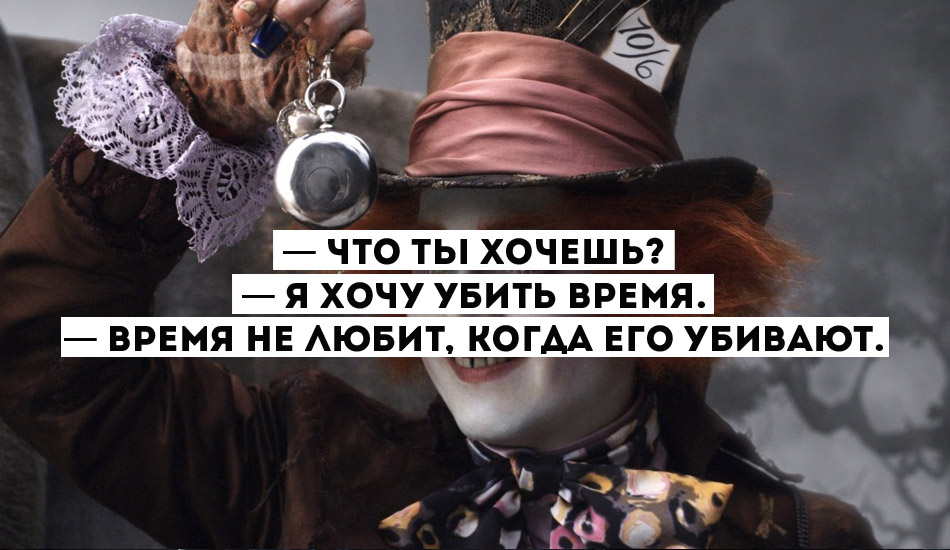 10/6
— ЧТО ТЫ ХОЧЕШЬ?
— Я ХОЧУ УБИТЬ ВРЕМЯ.
— ВРЕМЯ НЕ ЛЮБИТ, КОГДА ЕГО УБИВАЮТ.